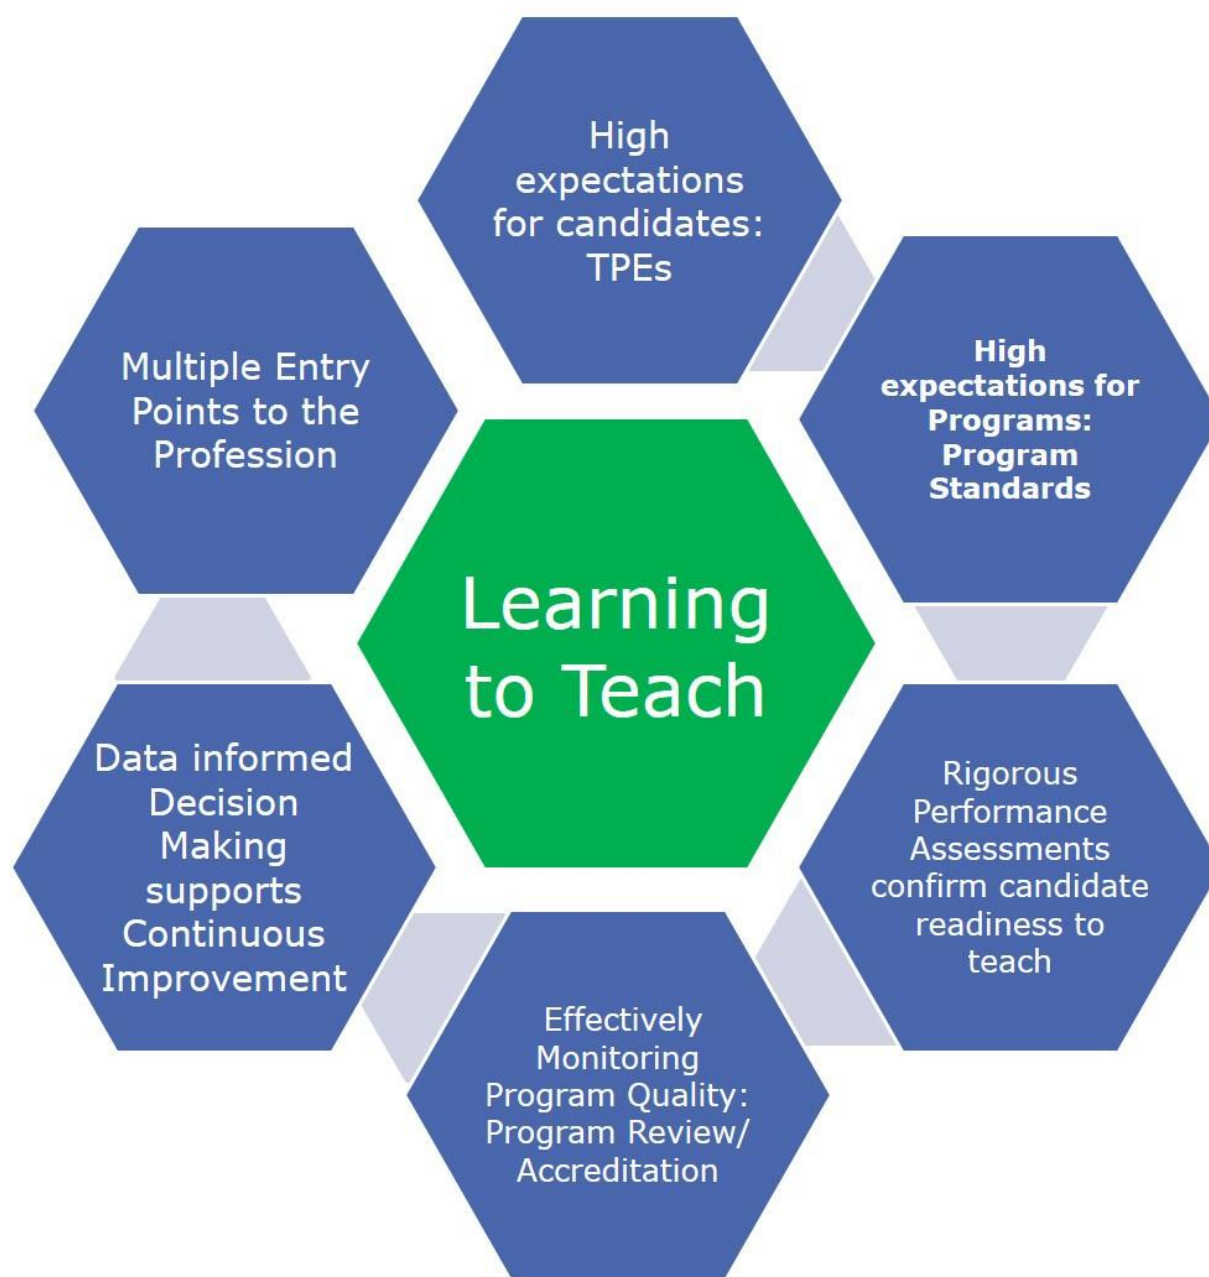 High
expectations
for candidates:
TPEs
High
expectations for
Programs:
Program
Standards
Rigorous
Performance
Assessments
confirm candidate
readiness to
teach
Effectively
Monitoring
Program Quality:
Program Review/
Accreditation
Data informed
Decision
Making
supports
Continuous
Improvement
Multiple Entry
Points to the
Profession
Learning
to Teach